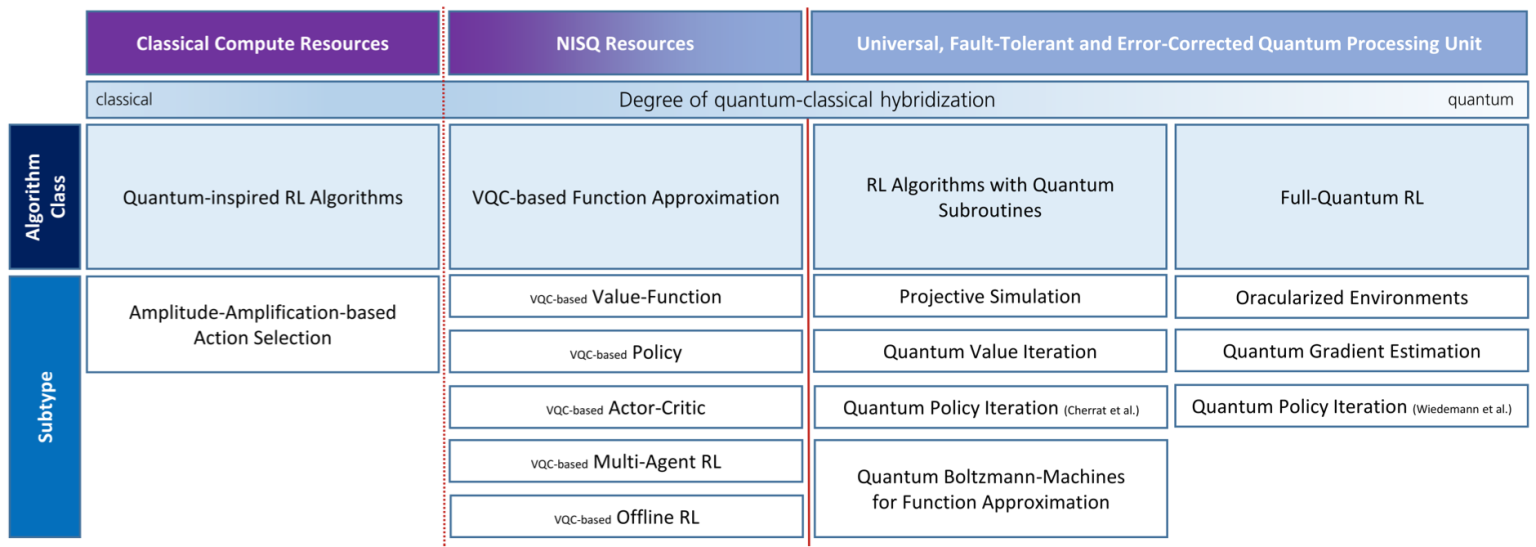 Classical Compute Resources
NISQ Resources
Universal, Fault-Tolerant and Error-Corrected Quantum Processing Unit
classical
Degree of quantum-classical hybridization
quantum
Algorithm
Class
Quantum-inspired RL Algorithms
VQC-based Function Approximation
RL Algorithms with Quantum
Subroutines
Full-Quantum RL
Subtype
Amplitude-Amplification-based
Action Selection
VQC-based Value-Function
VQC-based Policy
VQC-based Actor-Critic
VQC-based Multi-Agent RL
VQC-based Offline RL
Projective Simulation
Quantum Value Iteration
Quantum Policy Iteration (Cherrat et al.)
Quantum Boltzmann-Machines
for Function Approximation
Oracularized Environments
Quantum Gradient Estimation
Quantum Policy Iteration (Wiedemann et al.)